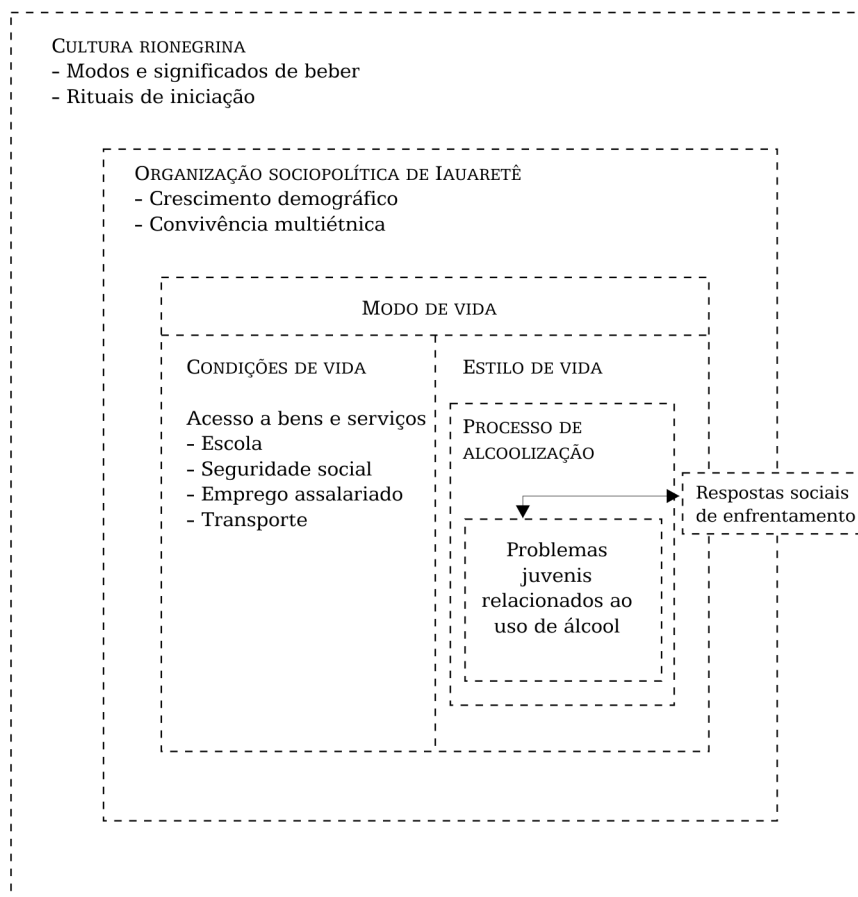 CULTURA RIONEGRINA
– Modos e significados de beber
– Rituais de iniciação
ORGANIZAÇÃO SOCIOPOLÍTICA DE IAUARETÊ
– Crescimento demográfico
– Convivência multiétnica
MODO DE VIDA
CONDIÇÕES DE VIDA
Acesso a bens e serviços
– Escola
– Seguridade social
– Emprego assalariado
– Transporte
ESTILO DE VIDA
PROCESSO DE
ALCOOLIZAÇÃO
Respostas sociais
de enfrentamento
Problemas
juvenis
relacionados ao
uso de álcool